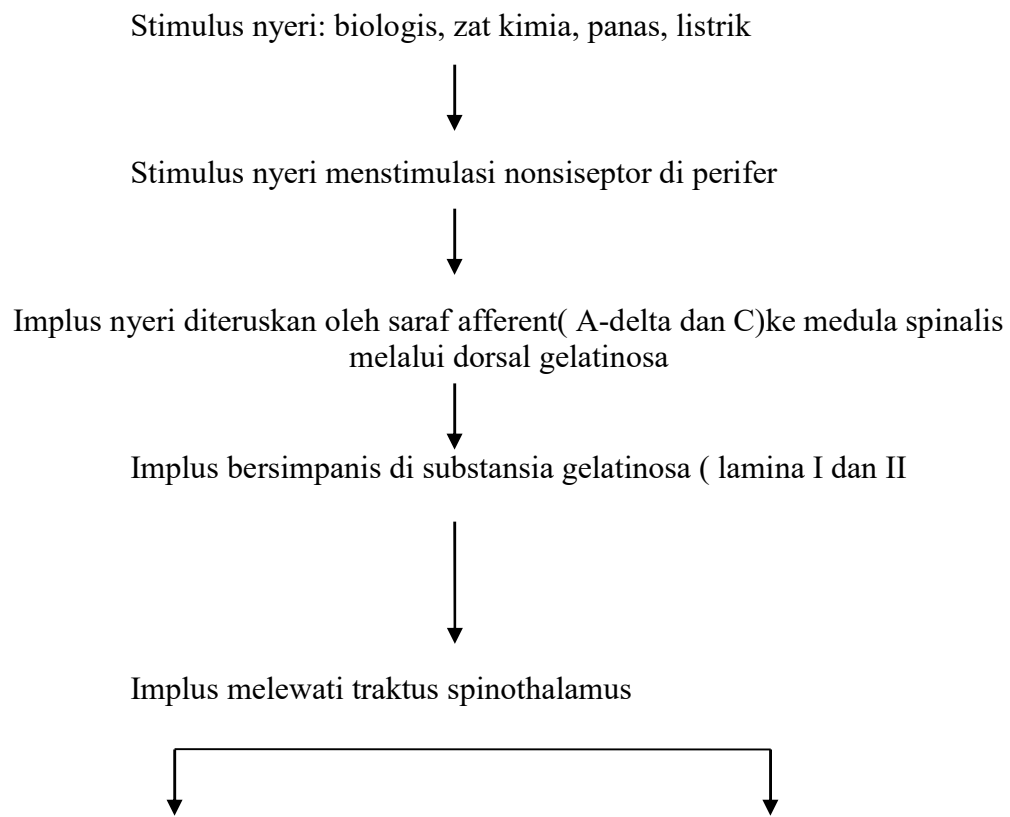 Stimulus nyeri: biologis, zat kimia, panas, listrik
Stimulus nyeri menstimulasi nonsiseptor di perifer
Implus nyeri diteruskan oleh saraf afferent( A-delta dan C)ke medula spinalis
melalui dorsal gelatinosa
Implus bersimpanis di substansia gelatinosa ( lamina I dan II
Implus melewati traktus spinothalamus